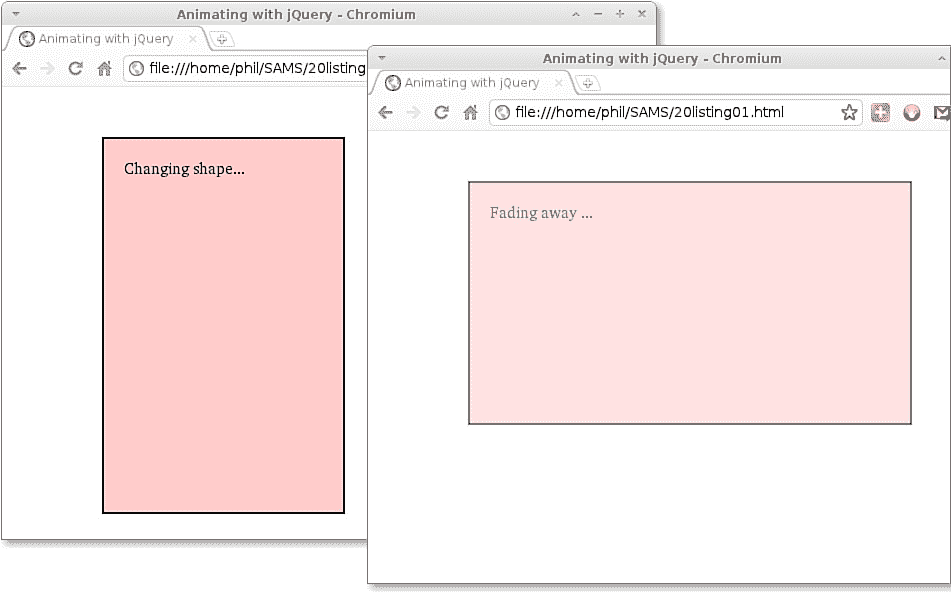 Animating with jQuery - Chromium
Animating with jQuery
file:///home/phil/SAMS/20listing
Changing shape...
Animating with jQuery - Chromium
Animating with jQuery
file:///home/phil/SAMS/20listing01.html
Fading away ...